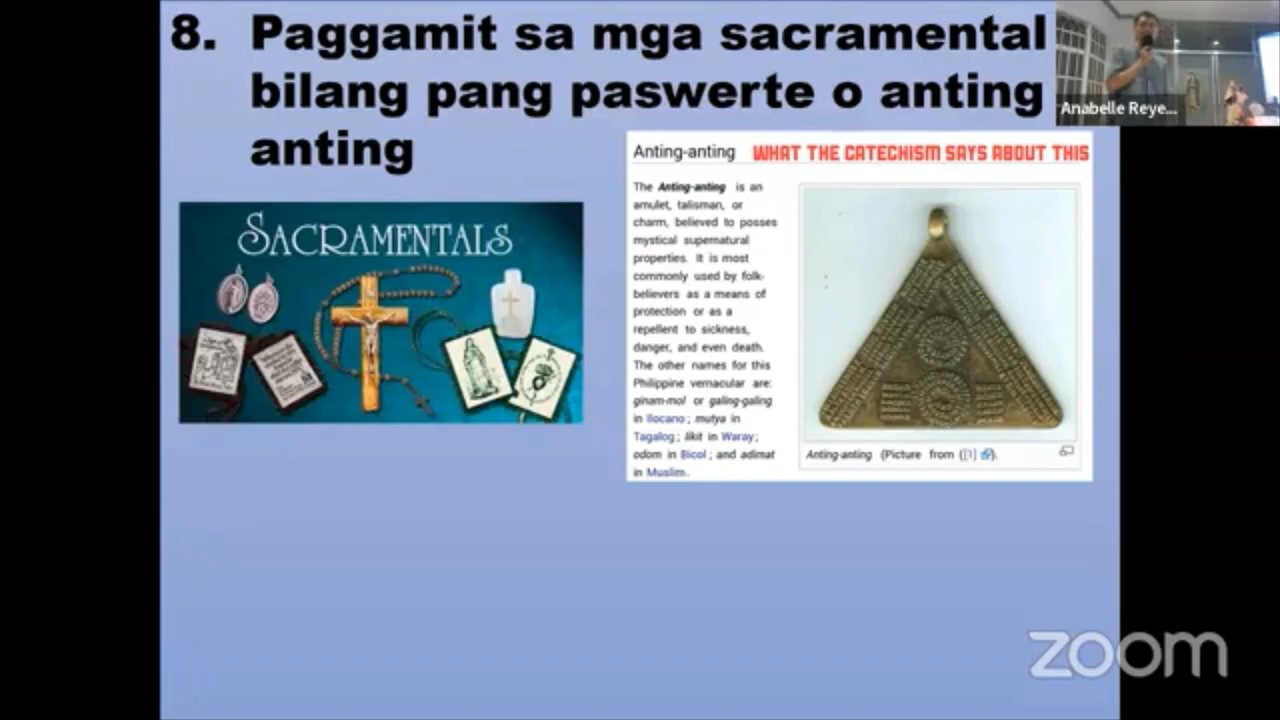 8. Paggamit sa mga sacramental
bilang pang paswerte o anting
anting
Anabelle Reye...
SACRAMENTALS
Anting-anting WHAT THE CATECHISM SAYS ABOUT THIS
The Anting-anting is an
amulet, talisman, or
charm, believed to posses
mystical supernatural
properties. It is most
commonly used by folk-
believers as a means of
protection or as a
repellent to sickness,
danger, and even death.
The other names for this
Philippine vernacular are:
ginam-mol or galing-galing
in Ilocano; mutya in
Tagalog; likit in Waray;
odom in Bicol; and adimat
in Muslim.
Anting-anting (Picture from ([1]).
zoom